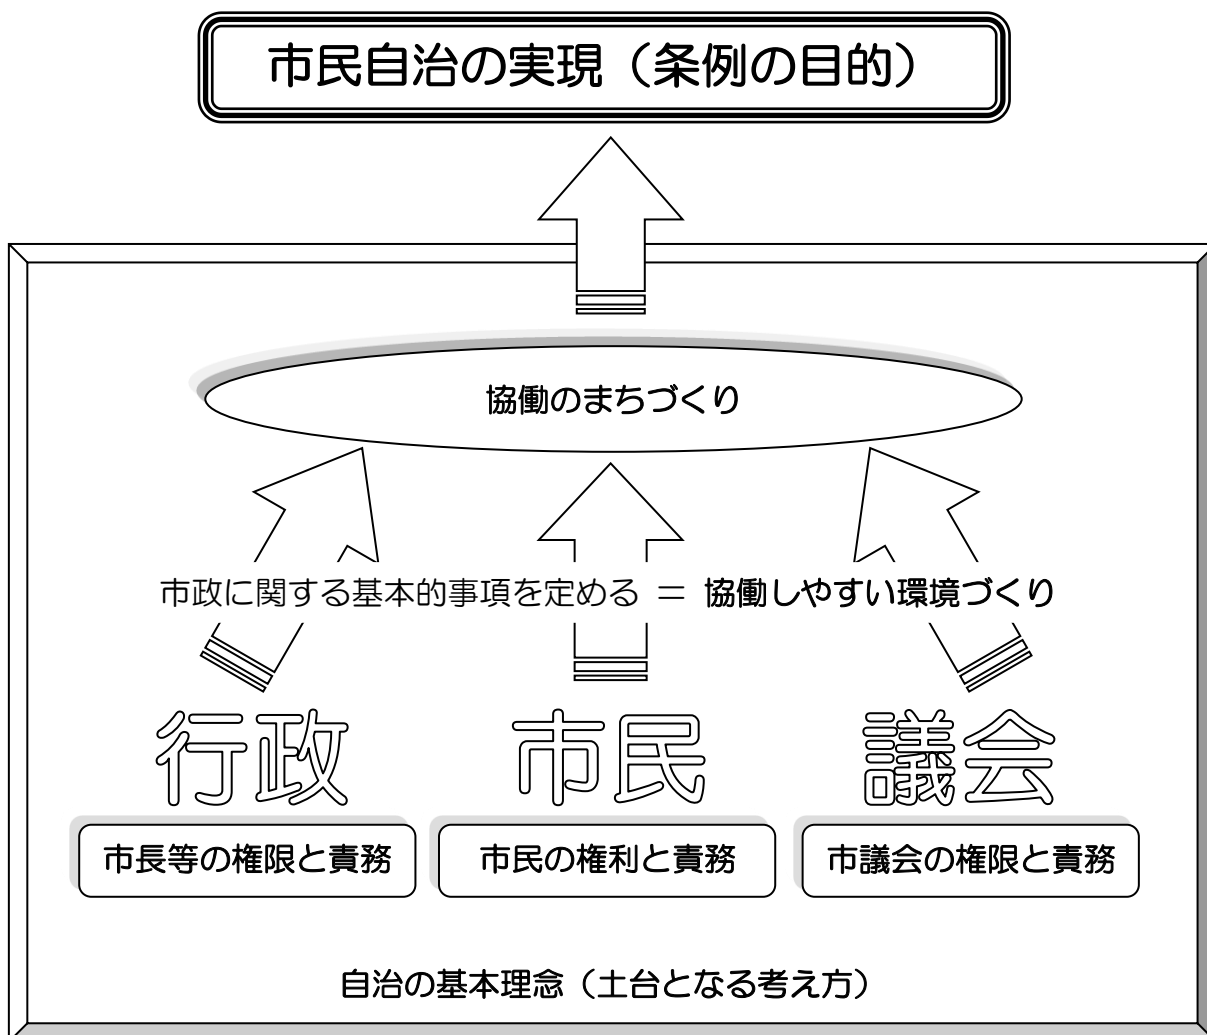 市民自治の実現（条例の目的）
協働のまちづくり
市政に関する基本的事項を定める ＝ 協働しやすい環境づくり
行政 市民 議会
市長等の権限と責務 市民の権利と責務 市議会の権限と責務
自治の基本理念（土台となる考え方）